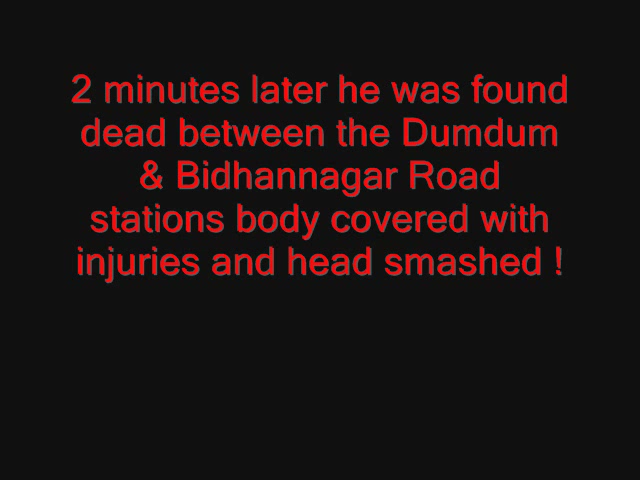 2 minutes later he was found
dead between the Dumdum
& Bidhannagar Road
stations body covered with
injuries and head smashed !